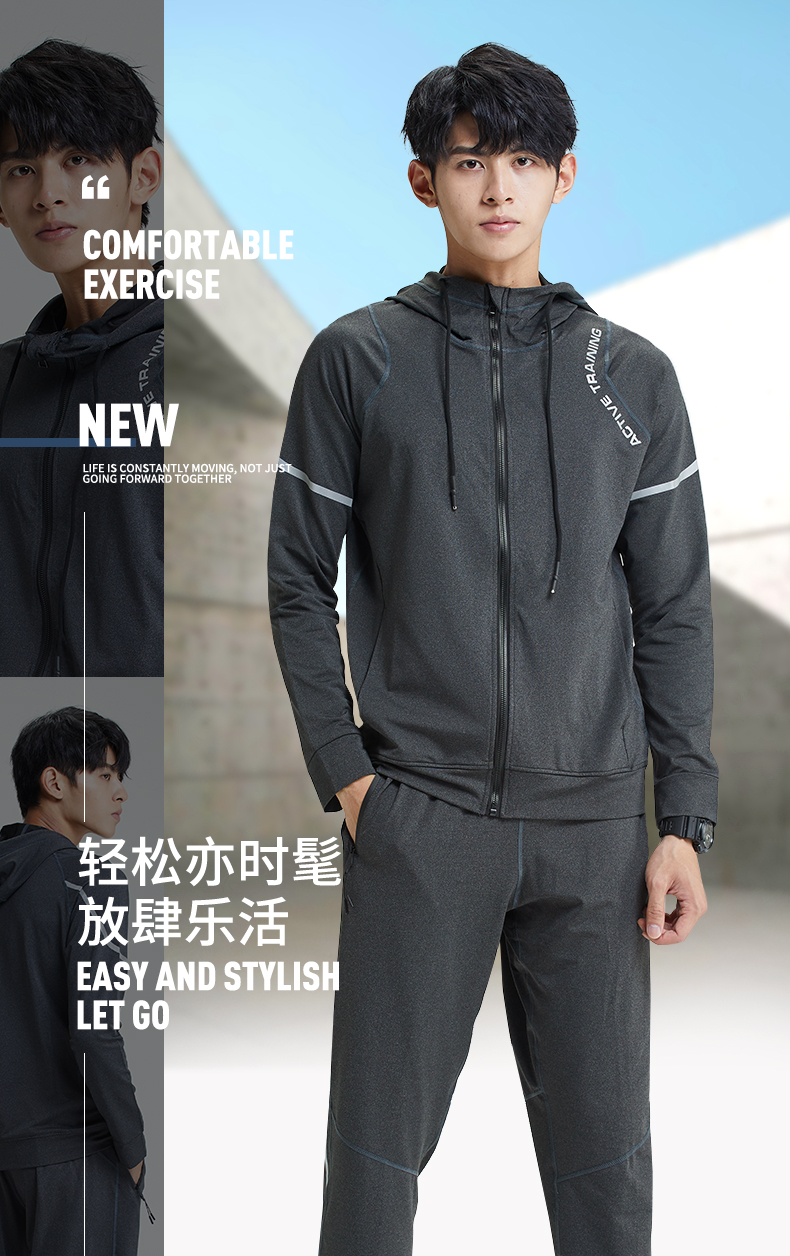 “
COMFORTABLE
EXERCISE
ACTIVE TRAINING
E TRAINING
NEW
LIFE IS CONSTANTLY MOVING, NOT JUST
GOING FORWARD TOGETHER
轻松亦时髦
放肆乐活
EASY AND STYLISH
LET GO